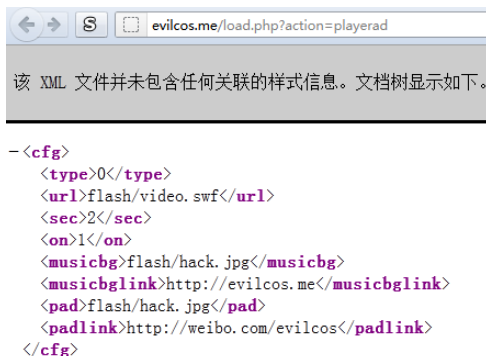 S evilcos.me/load.php?action=playerad
该 XML 文件并未包含任何关联的样式信息。文档树显示如下。
-<cfg>
<type>0</type>
<url>flash/video.swf</url>
<sec>2</sec>
<on>1</on>
<musicbg>flash/hack.jpg</musicbg>
<musicbglink>http://evilcos.me</musicbglink>
<pad>flash/hack.jpg</pad>
<padlink>http://weibo.com/evilcos</padlink>
</cfg>